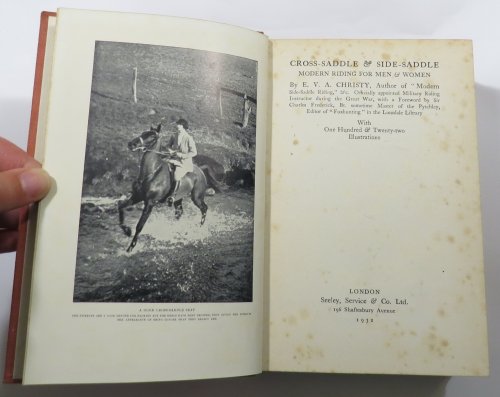 A GOOD CROSS-SADDLE SEAT
CROSS-SADDLE & SIDE-SADDLE
MODERN RIDING FOR MEN & WOMEN
By E. V. A. CHRISTY, Author of "Modern
Side-Saddle Riding," &c. Officially appointed Military Riding
Instructor during the Great War, with a Foreword by Sir
Charles Frederick, Bt. sometime Master of the Pytchley,
Editor of "Foxhunting" in the Lonsdale Library
With
One Hundred & Twenty-two
Illustrations
LONDON
Seeley, Service & Co. Ltd.
196 Shaftesbury Avenue
1932